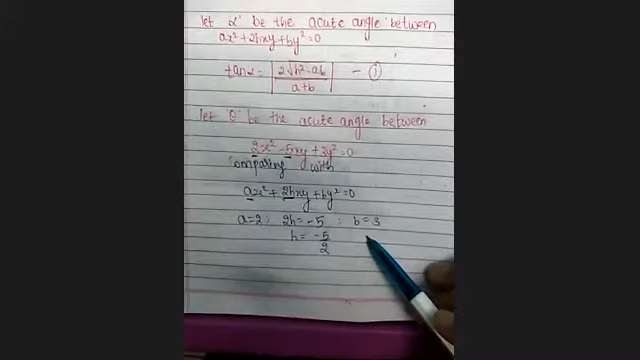 let 'α' be the acute angle between
ax²+2hxy+by²=0
tanα = |2√h²-ab / a+b| - ①
let 'θ' be the acute angle between
2x²-5xy+3y²=0
Comparing with
ax²+2hxy+by²=0
a=2; 2h=-5 ; b=3
h= -5/2